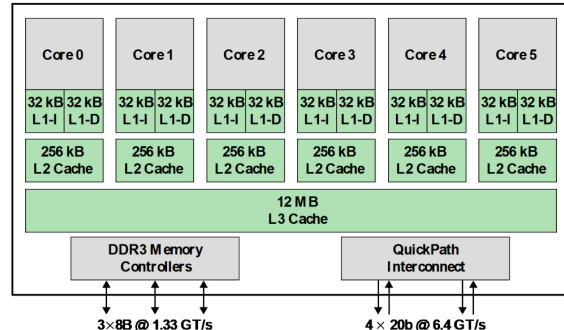 Core 0 Core 1 Core 2 Core 3 Core 4 Core 5
32 kB 32 kB 32 kB 32 kB 32 kB 32 kB 32 kB 32 kB 32 kB 32 kB 32 kB 32 kB
L1-I L1-D L1-I L1-D L1-I L1-D L1-I L1-D L1-I L1-D L1-I L1-D
256 kB 256 kB 256 kB 256 kB 256 kB 256 kB
L2 Cache L2 Cache L2 Cache L2 Cache L2 Cache L2 Cache
12 MB
L3 Cache
DDR3 Memory QuickPath
Controllers Interconnect
3×8B @ 1.33 GT/s 4 × 20b @ 6.4 GT/s